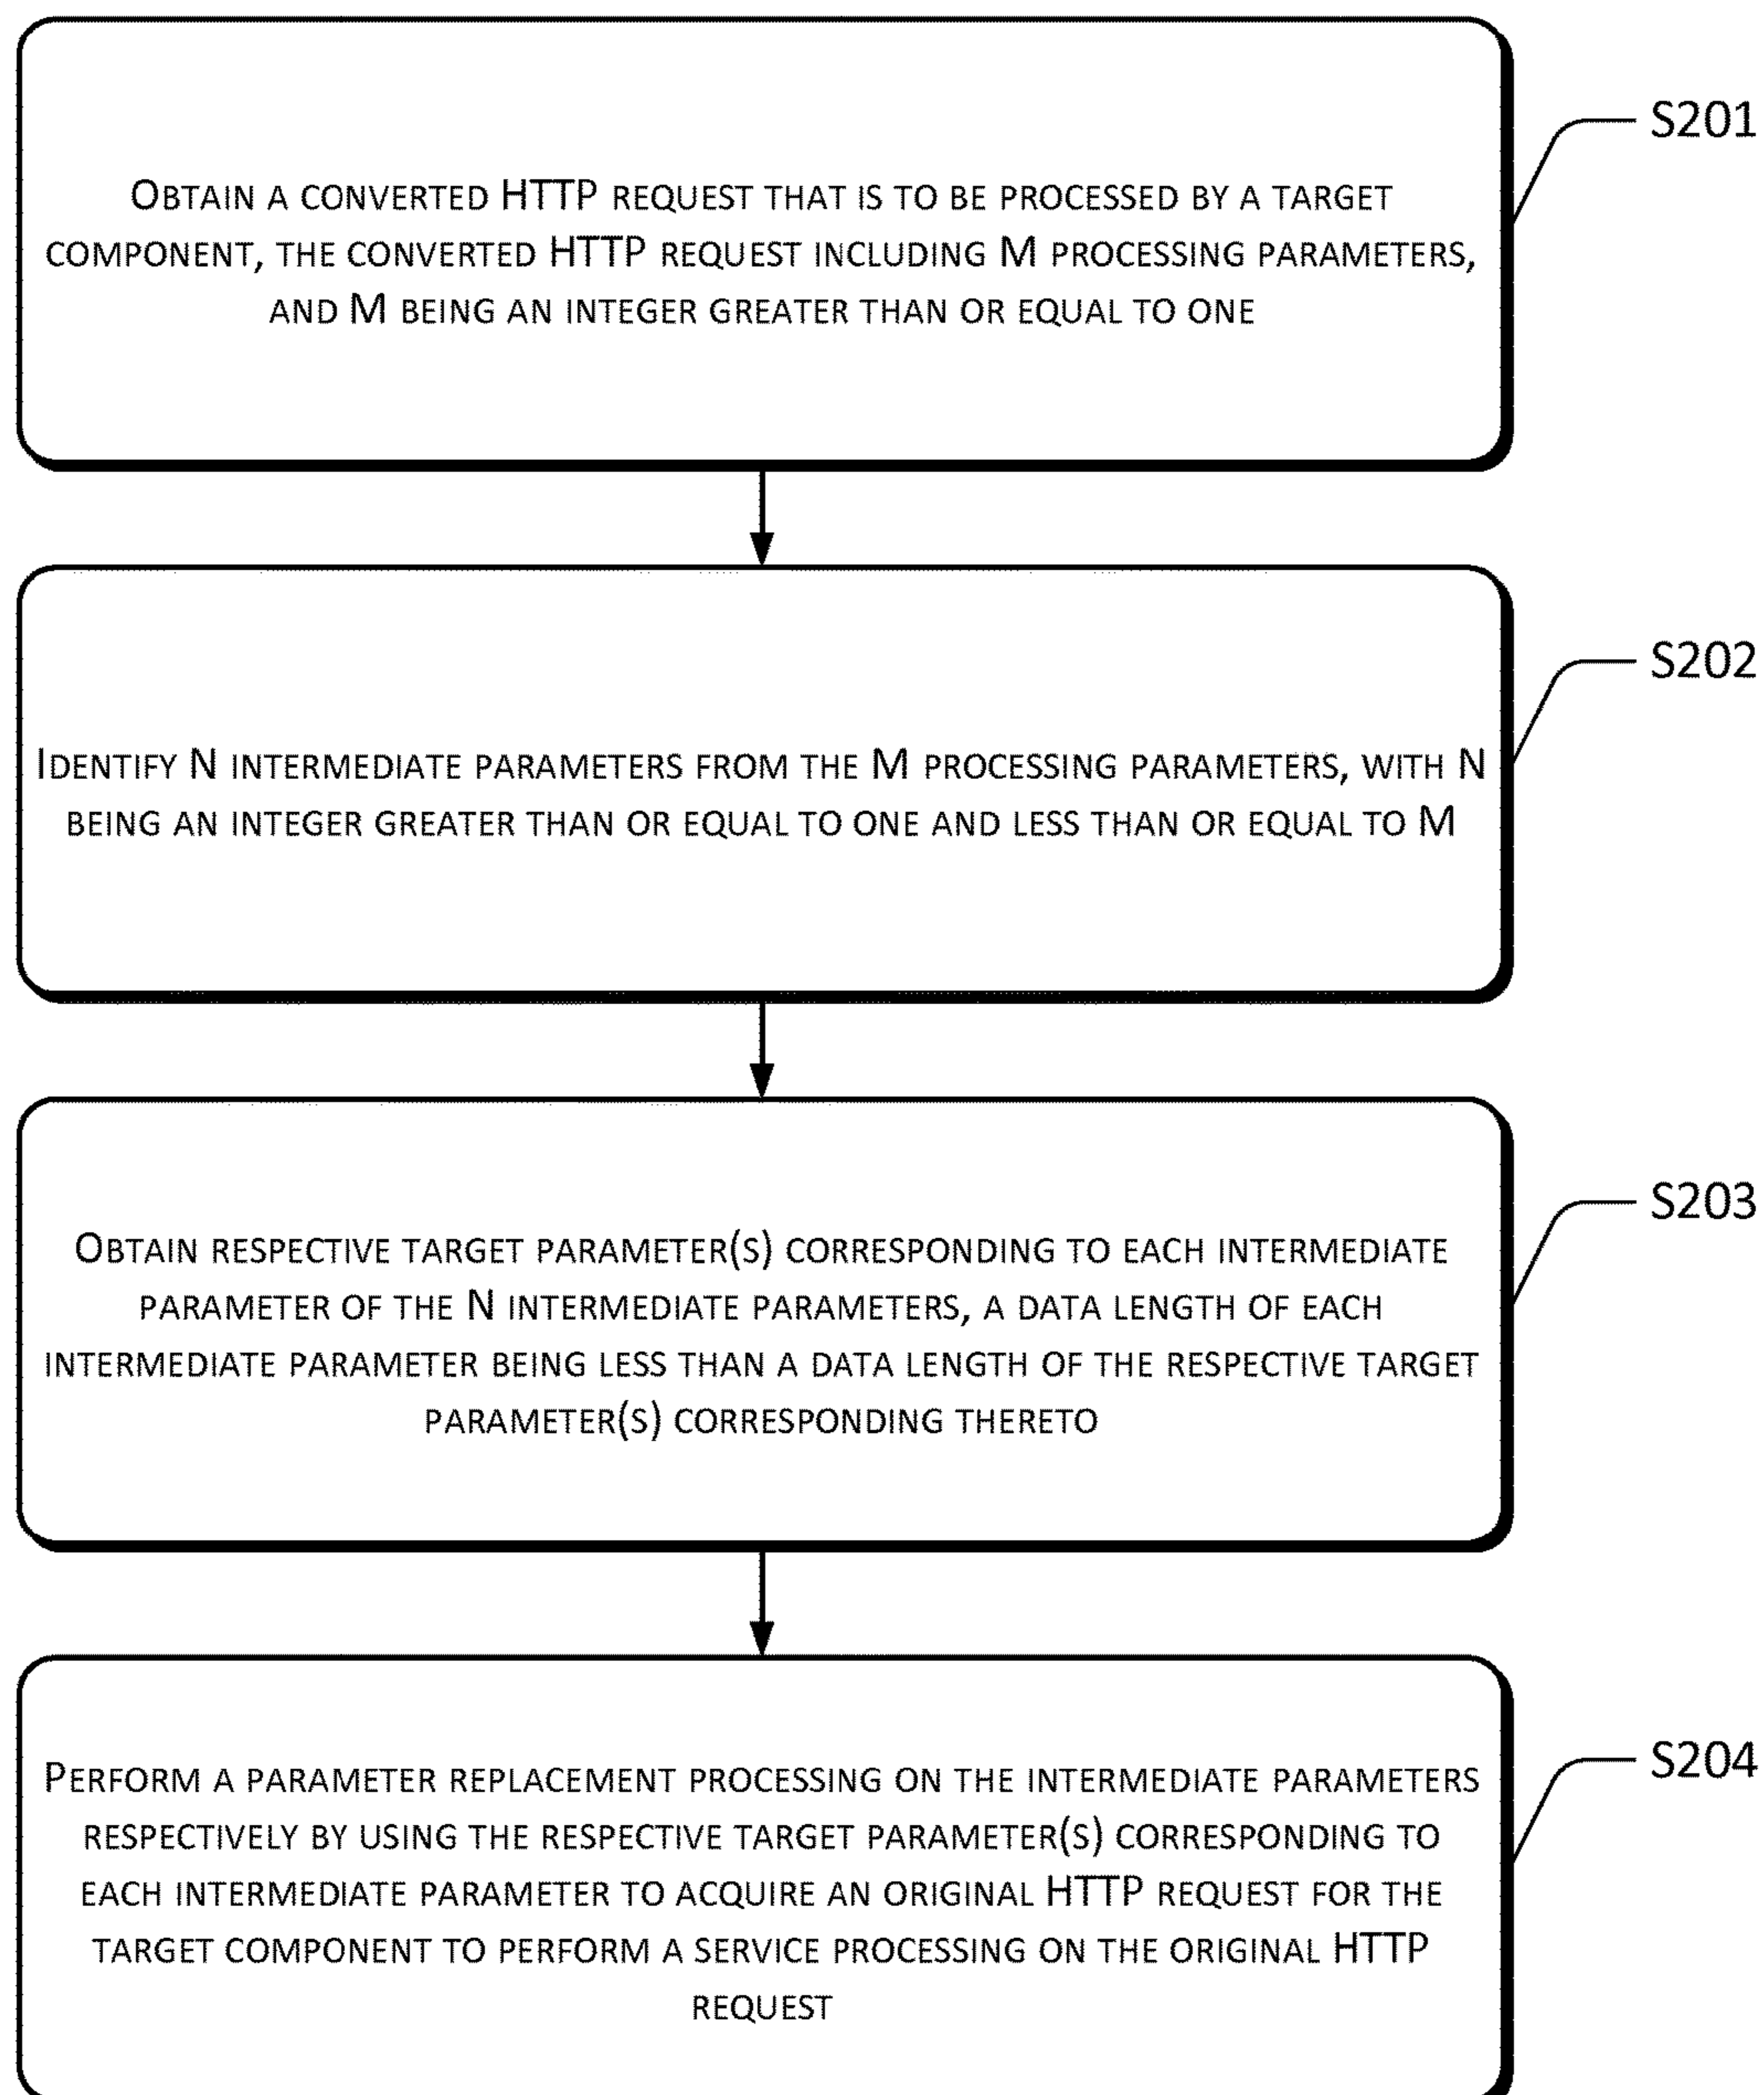 OBTAIN A CONVERTED HTTP REQUEST THAT IS TO BE PROCESSED BY A TARGET
COMPONENT, THE CONVERTED HTTP REQUEST INCLUDING M PROCESSING PARAMETERS,
AND M BEING AN INTEGER GREATER THAN OR EQUAL TO ONE
S201
IDENTIFY N INTERMEDIATE PARAMETERS FROM THE M PROCESSING PARAMETERS, WITH N
BEING AN INTEGER GREATER THAN OR EQUAL TO ONE AND LESS THAN OR EQUAL TO M
S202
OBTAIN RESPECTIVE TARGET PARAMETER(S) CORRESPONDING TO EACH INTERMEDIATE
PARAMETER OF THE N INTERMEDIATE PARAMETERS, A DATA LENGTH OF EACH
INTERMEDIATE PARAMETER BEING LESS THAN A DATA LENGTH OF THE RESPECTIVE TARGET
PARAMETER(S) CORRESPONDING THERETO
S203
PERFORM A PARAMETER REPLACEMENT PROCESSING ON THE INTERMEDIATE PARAMETERS
RESPECTIVELY BY USING THE RESPECTIVE TARGET PARAMETER(S) CORRESPONDING TO
EACH INTERMEDIATE PARAMETER TO ACQUIRE AN ORIGINAL HTTP REQUEST FOR THE
TARGET COMPONENT TO PERFORM A SERVICE PROCESSING ON THE ORIGINAL HTTP
REQUEST
S204